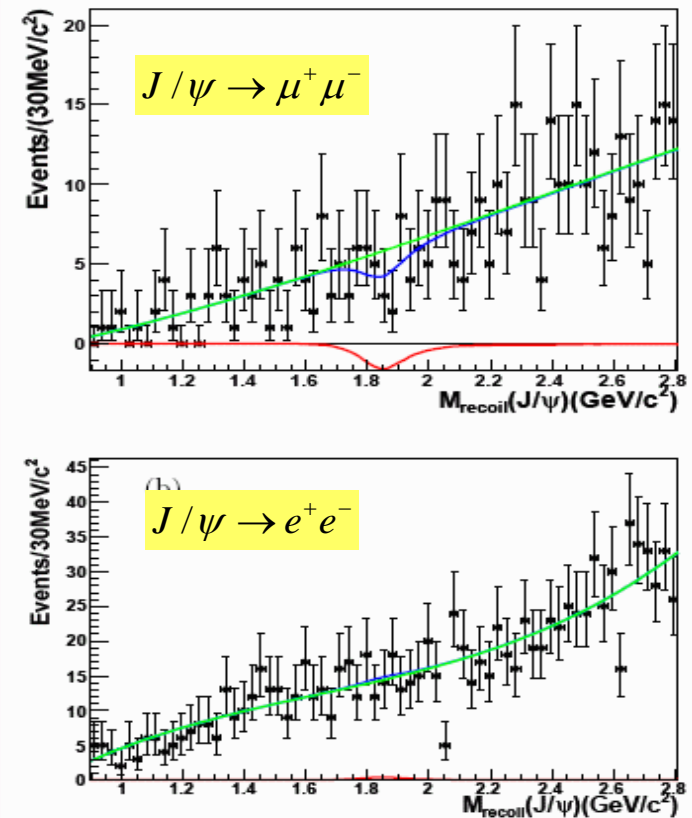 Events/(30MeV/c²)
20
15
10
5
0
J/ψ → μ⁺ μ⁻
1 1.2 1.4 1.6 1.8 2 2.2 2.4 2.6 2.8
M_recoil(J/ψ)(GeV/c²)
Events/30MeV/c²
45
40
35
30
25
20
15
10
5
0
(b)
J/ψ → e⁺e⁻
1 1.2 1.4 1.6 1.8 2 2.2 2.4 2.6 2.8
M_recoil(J/ψ)(GeV/c²)